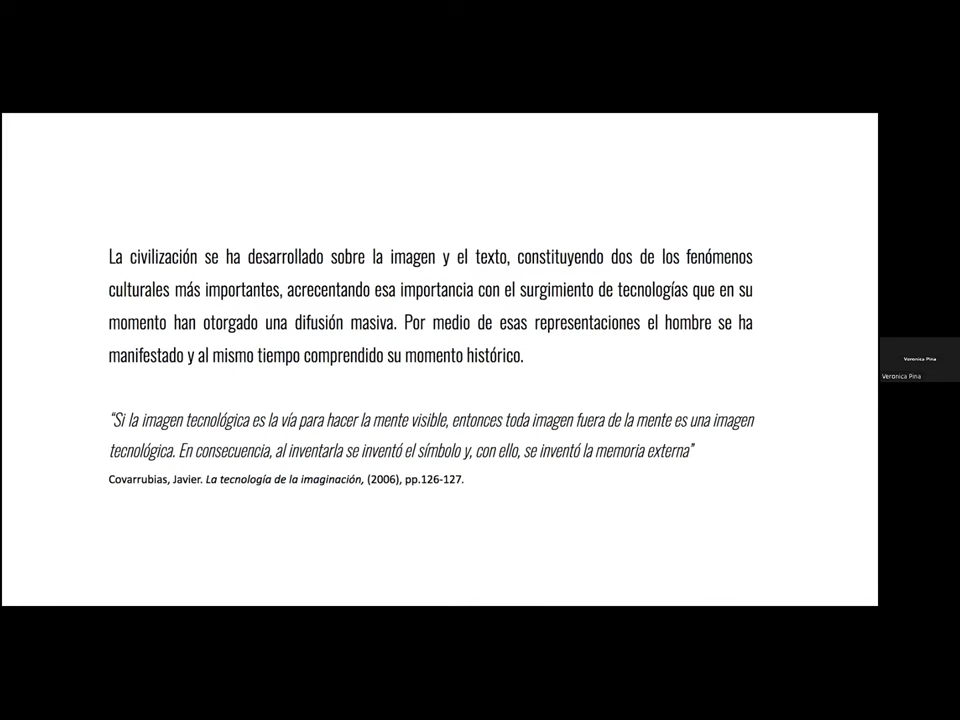 La civilización se ha desarrollado sobre la imagen y el texto, constituyendo dos de los fenómenos
culturales más importantes, acrecentando esa importancia con el surgimiento de tecnologías que en su
momento han otorgado una difusión masiva. Por medio de esas representaciones el hombre se ha
manifestado y al mismo tiempo comprendido su momento histórico.
“Si la imagen tecnológica es la vía para hacer la mente visible, entonces toda imagen fuera de la mente es una imagen
tecnológica. En consecuencia, al inventarla se inventó el símbolo y, con ello, se inventó la memoria externa”
Covarrubias, Javier. La tecnología de la imaginación, (2006), pp.126-127.
Veronica Pina
Veronica Pina